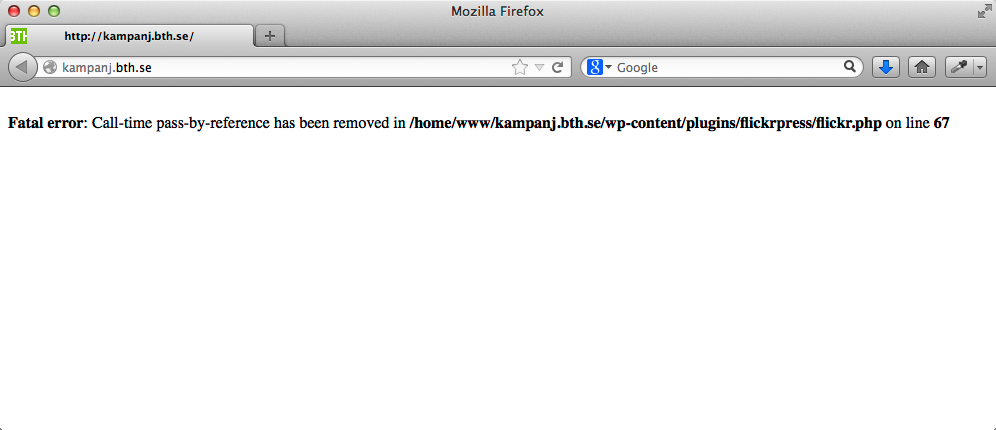 Mozilla Firefox
BTH http://kampanj.bth.se/
kampanj.bth.se
Google
Fatal error: Call-time pass-by-reference has been removed in /home/www/kampanj.bth.se/wp-content/plugins/flickrpress/flickr.php on line 67